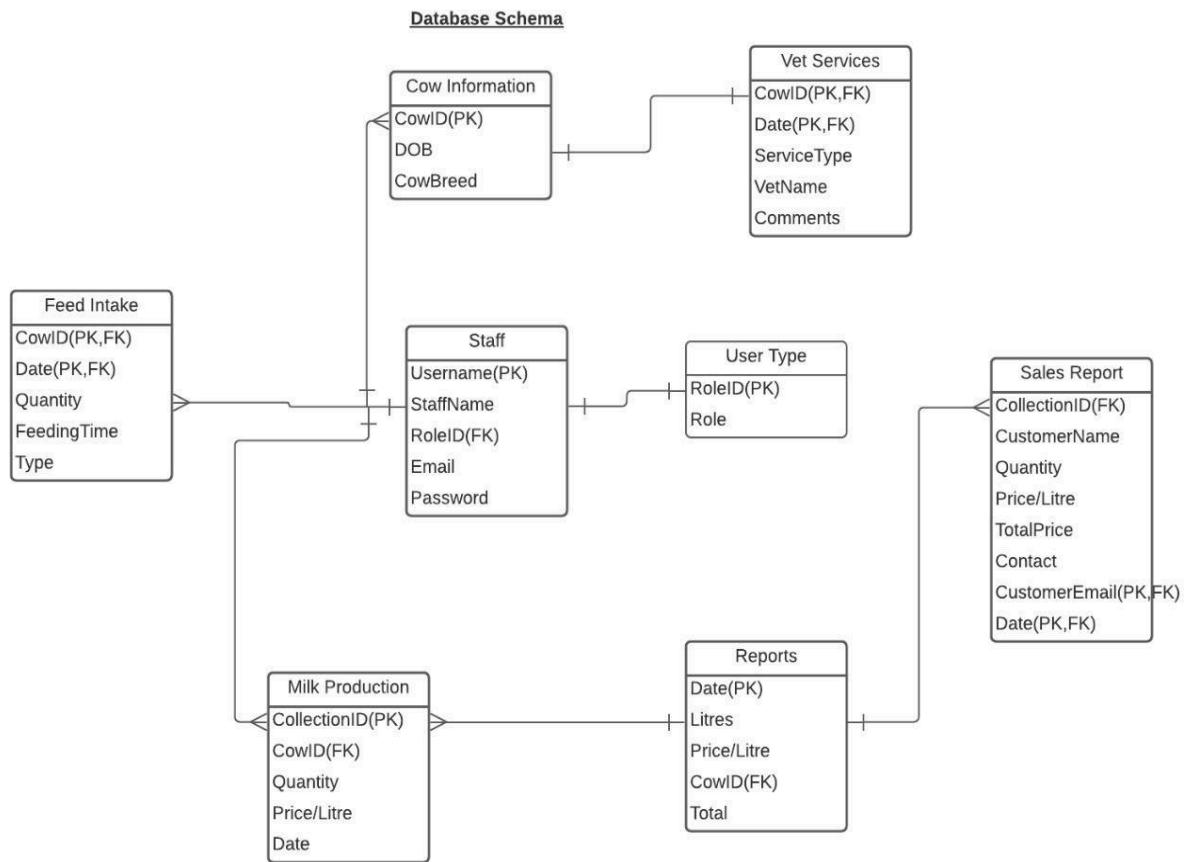 Database Schema
Cow Information
CowID(PK)
DOB
CowBreed
Vet Services
CowID(PK,FK)
Date(PK,FK)
ServiceType
VetName
Comments
Feed Intake
CowID(PK,FK)
Date(PK,FK)
Quantity
FeedingTime
Type
Staff
Username(PK)
StaffName
RoleID(FK)
Email
Password
User Type
RoleID(PK)
Role
Sales Report
CollectionID(FK)
CustomerName
Quantity
Price/Litre
TotalPrice
Contact
CustomerEmail(PK,FK)
Date(PK,FK)
Milk Production
CollectionID(PK)
CowID(FK)
Quantity
Price/Litre
Date
Reports
Date(PK)
Litres
Price/Litre
CowID(FK)
Total